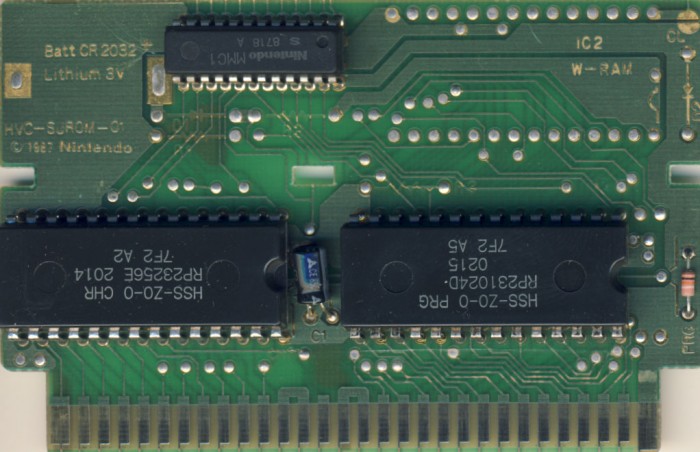 Batt CR2032 +
Lithium 3V
HVC-SJROM-01
© 1987 Nintendo
Nintendo
MMC1
S 8718 A
IC2
W-RAM
HSS-Z0-0 CHR
RP23256E 2014
7F2 A2
C1
HSS-Z0-0 PRG
RP231024D·
0215
7F2 A5